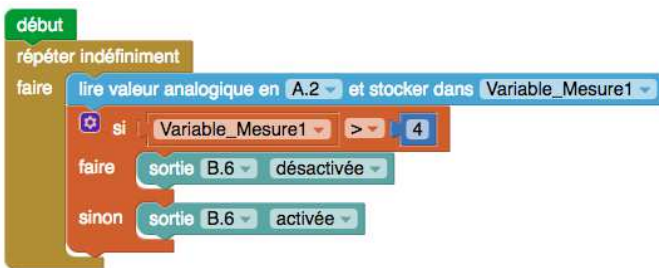 début
répéter indéfiniment
faire lire valeur analogique en A.2 et stocker dans Variable_Mesure1
si Variable_Mesure1 > 4
faire sortie B.6 désactivée
sinon sortie B.6 activée